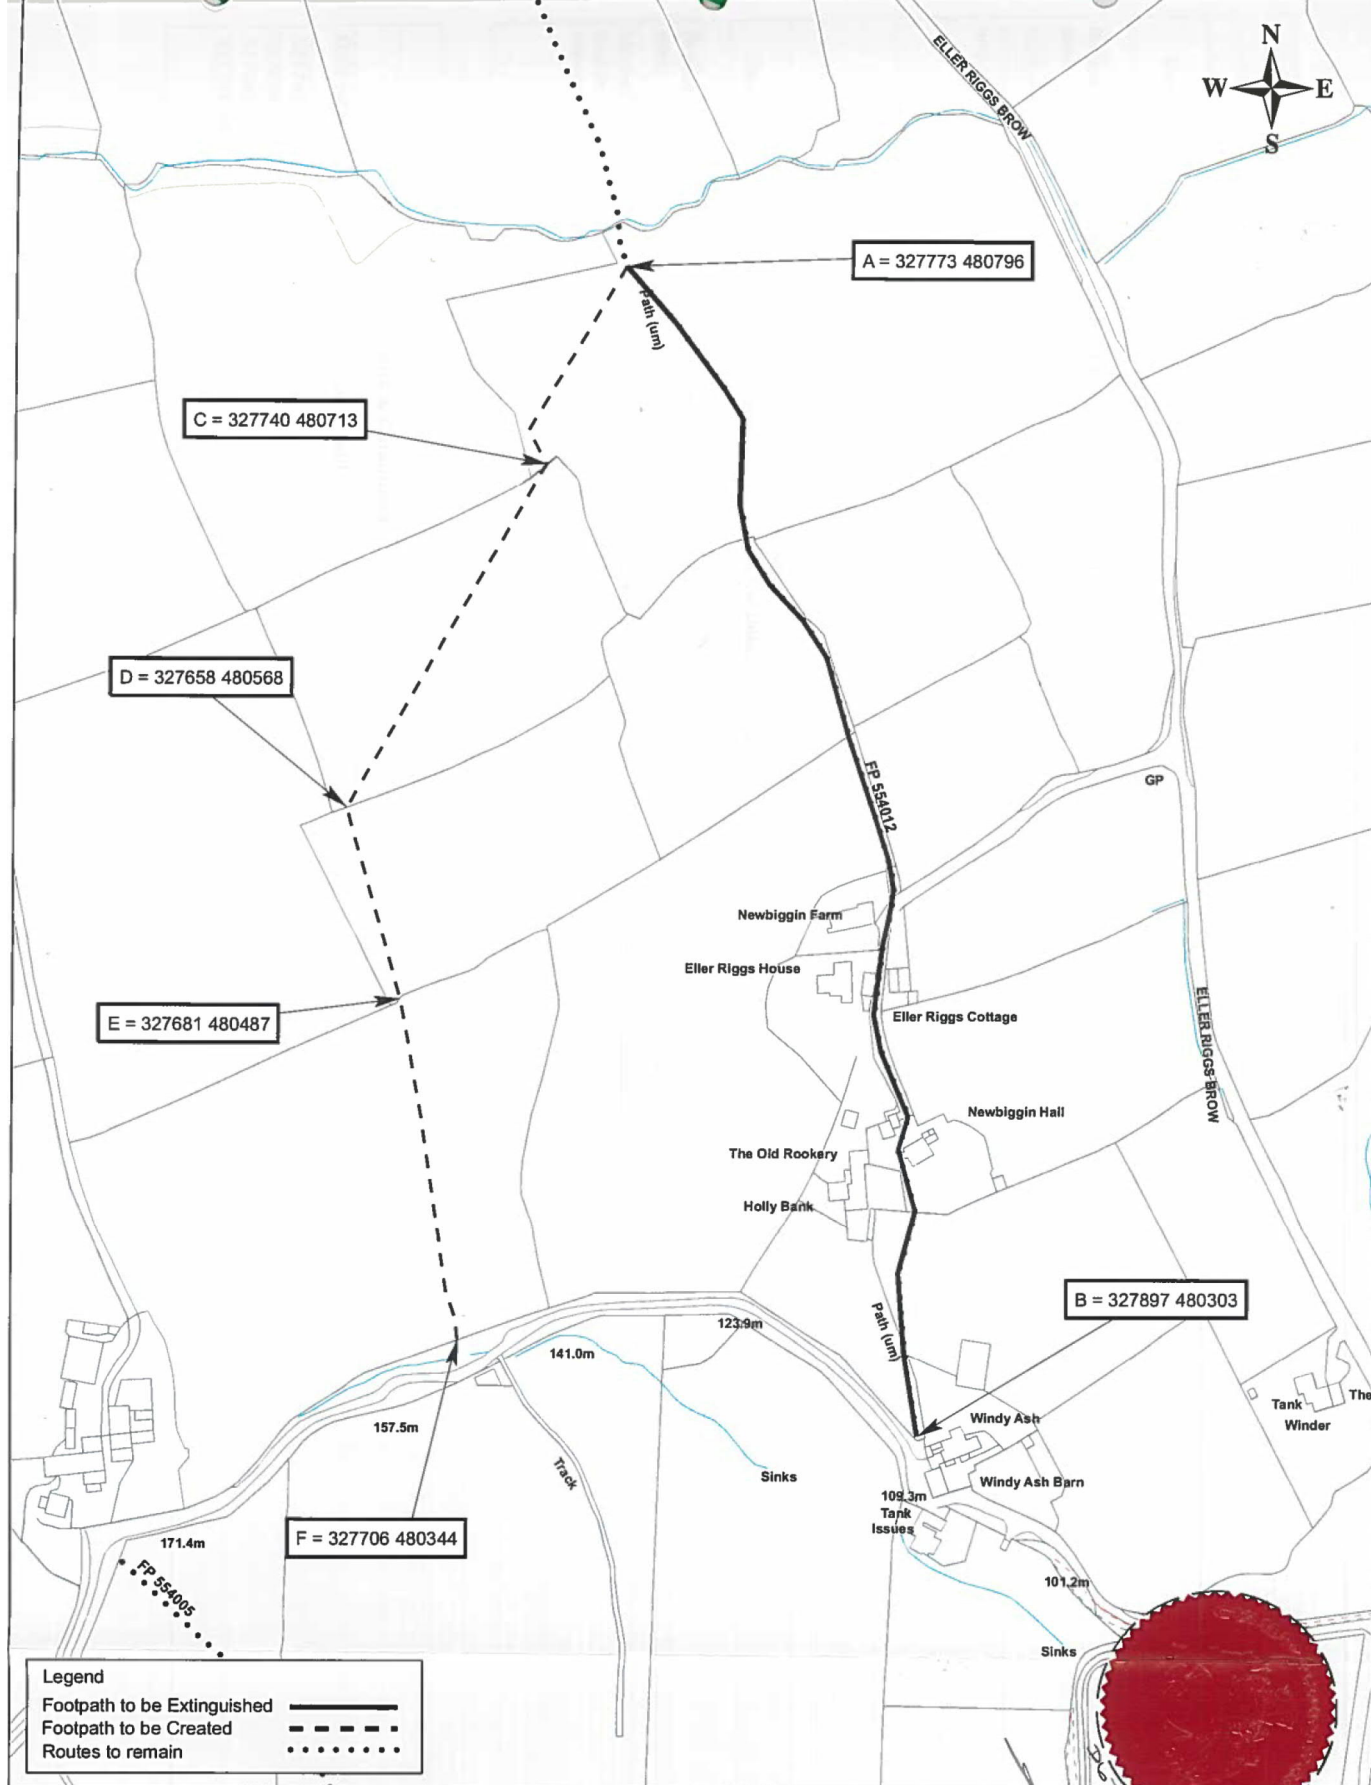 ELLER RIGGS BROW
N
W E
S
A = 327773 480796
Path (um)
C = 327740 480713
D = 327658 480568
FP 554012
GP
Newbiggin Farm
Eller Riggs House
E = 327681 480487
Eller Riggs Cottage
ELLER RIGGS BROW
Newbiggin Hall
The Old Rookery
Holly Bank
B = 327897 480303
Path (um)
123.9m
141.0m
157.5m
Windy Ash
Tank
The
Winder
Track
Sinks
Windy Ash Barn
109.3m
Tank
Issues
F = 327706 480344
171.4m
FP 554005
101.2m
Sinks
Legend
Footpath to be Extinguished
Footpath to be Created
Routes to remain